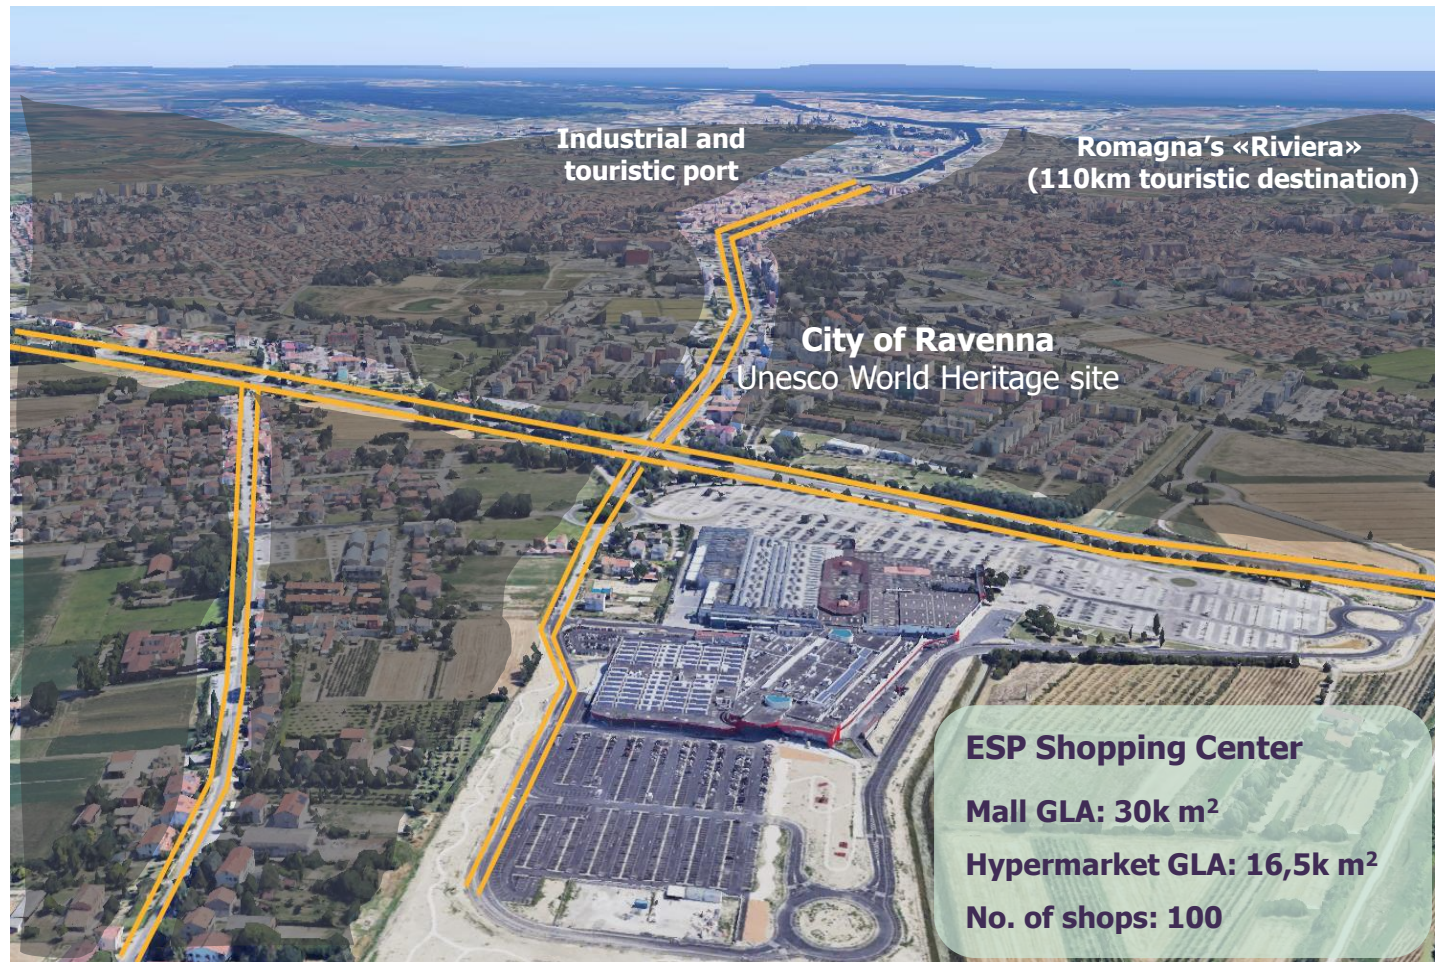 Industrial and
touristic port
Romagna’s «Riviera»
(110km touristic destination)
City of Ravenna
Unesco World Heritage site
ESP Shopping Center
Mall GLA: 30k m²
Hypermarket GLA: 16,5k m²
No. of shops: 100